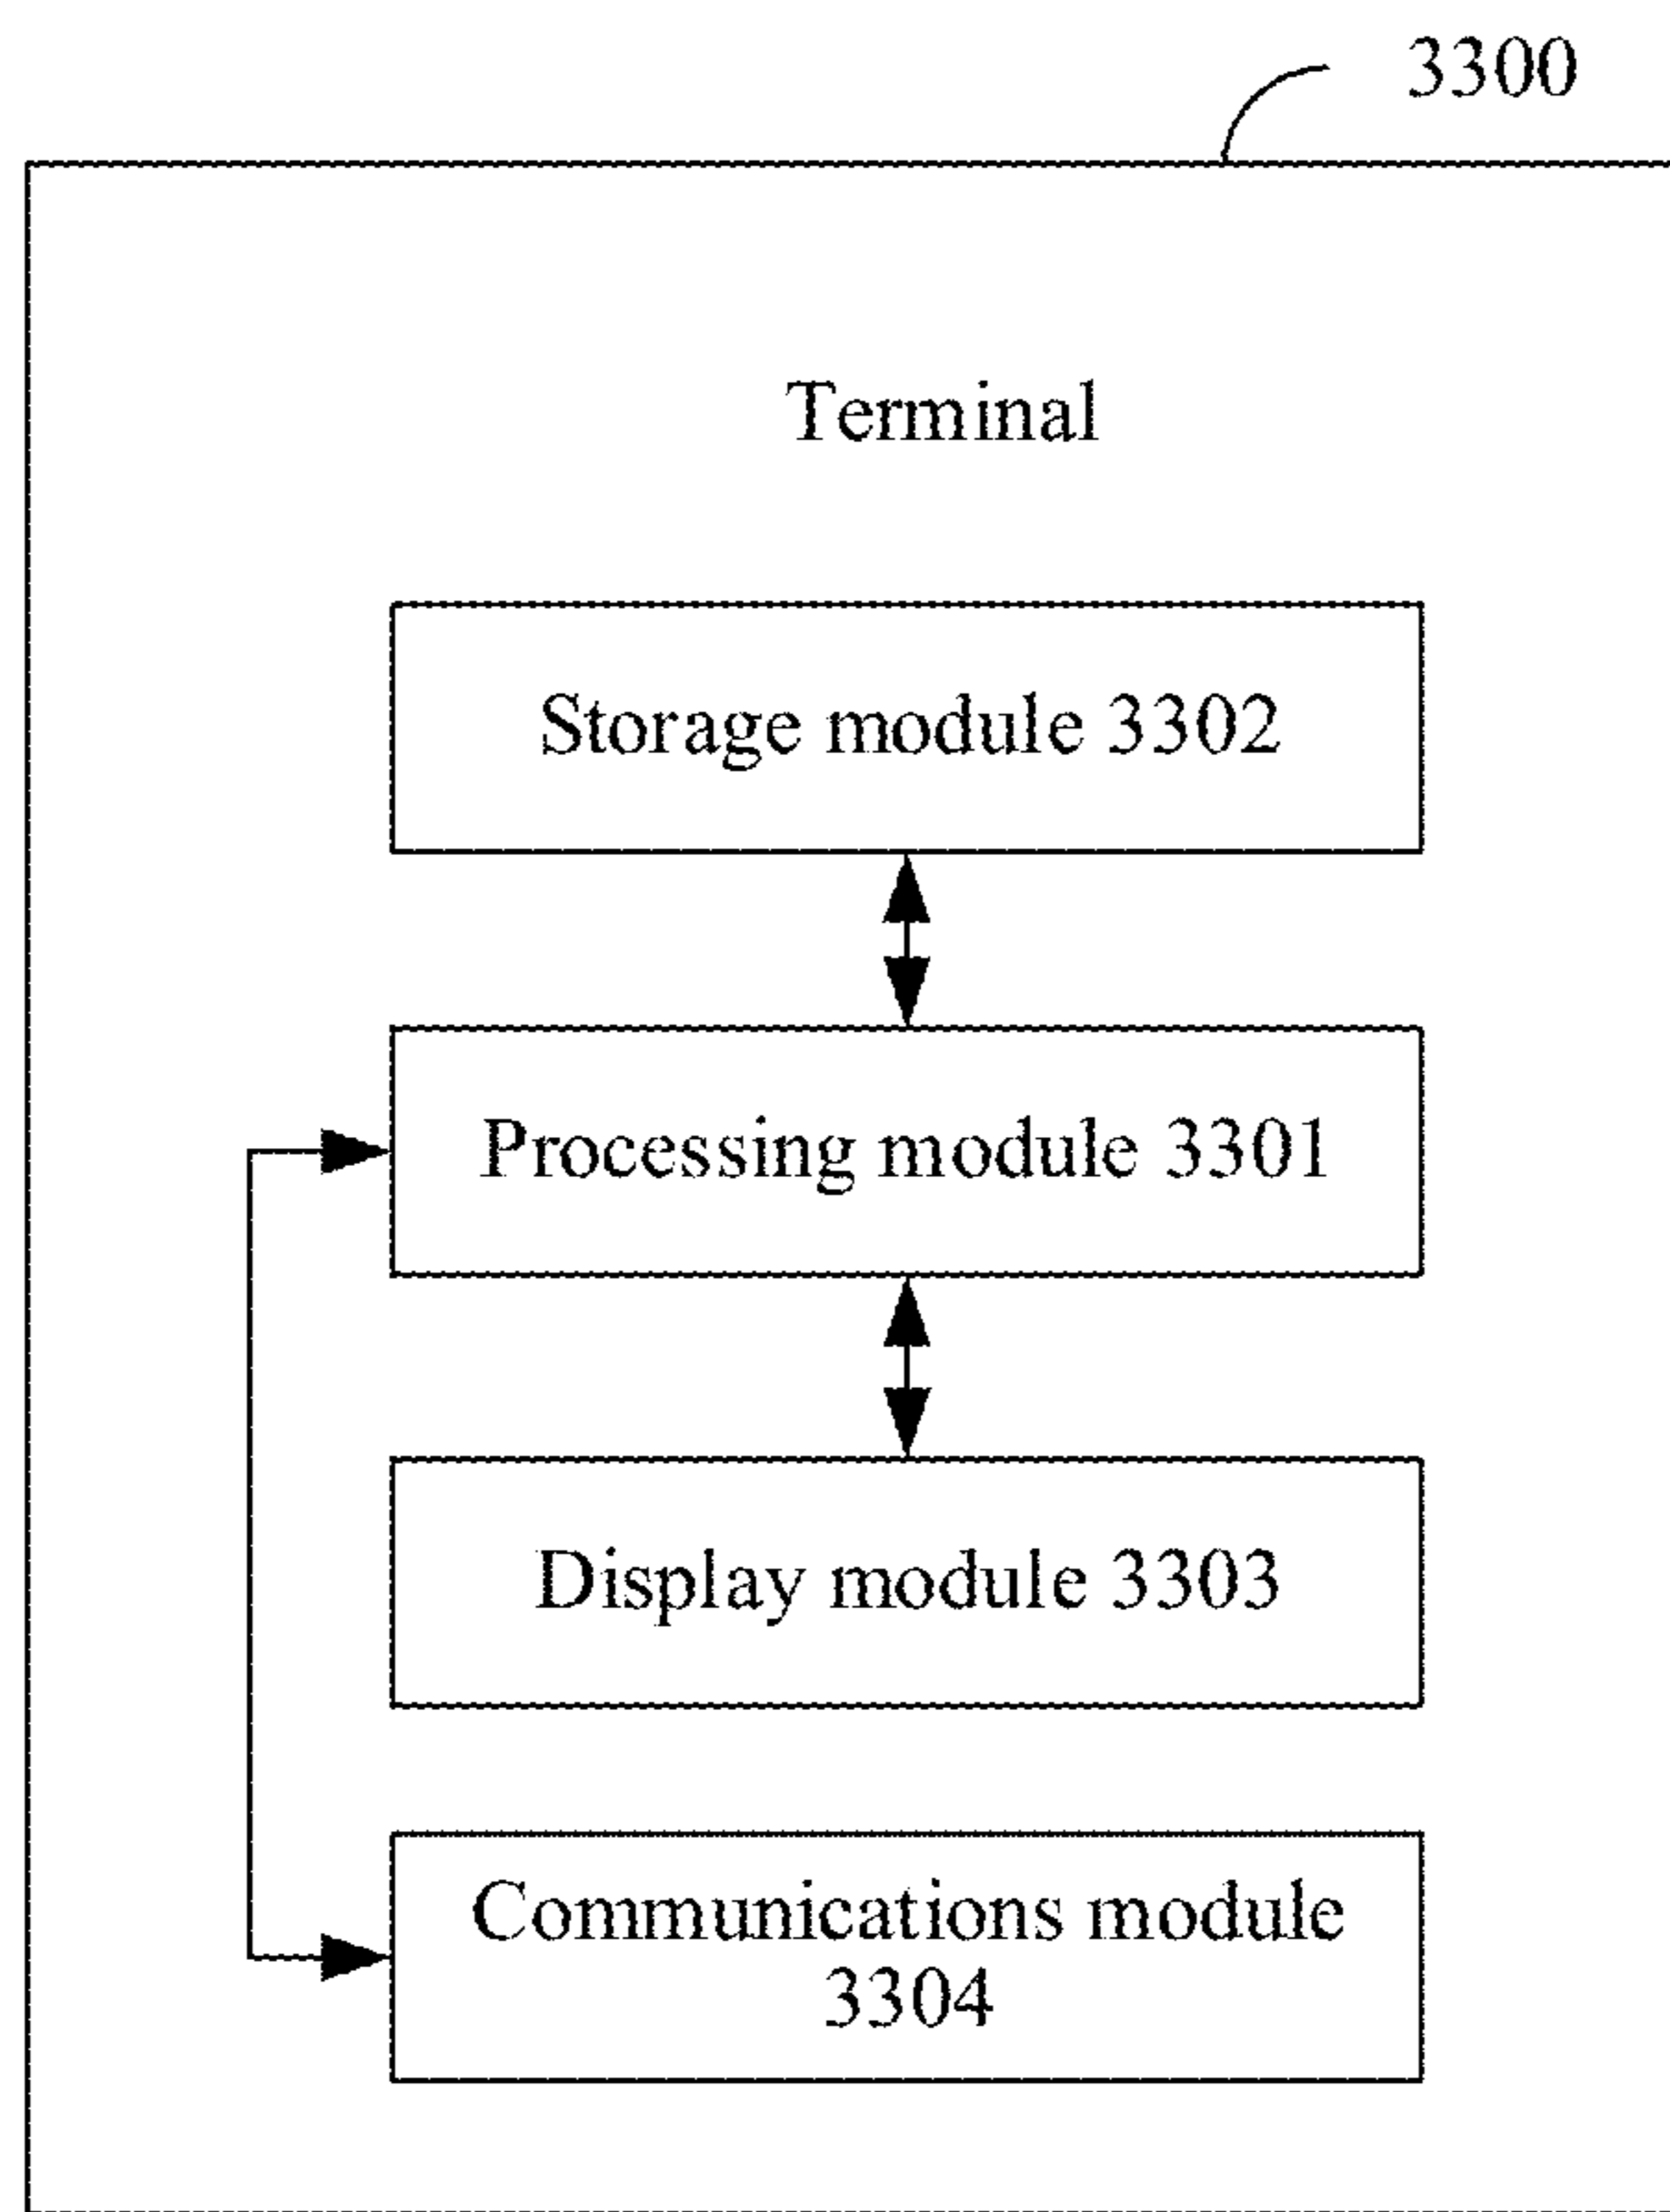 3300
Terminal
Storage module 3302
Processing module 3301
Display module 3303
Communications module
3304